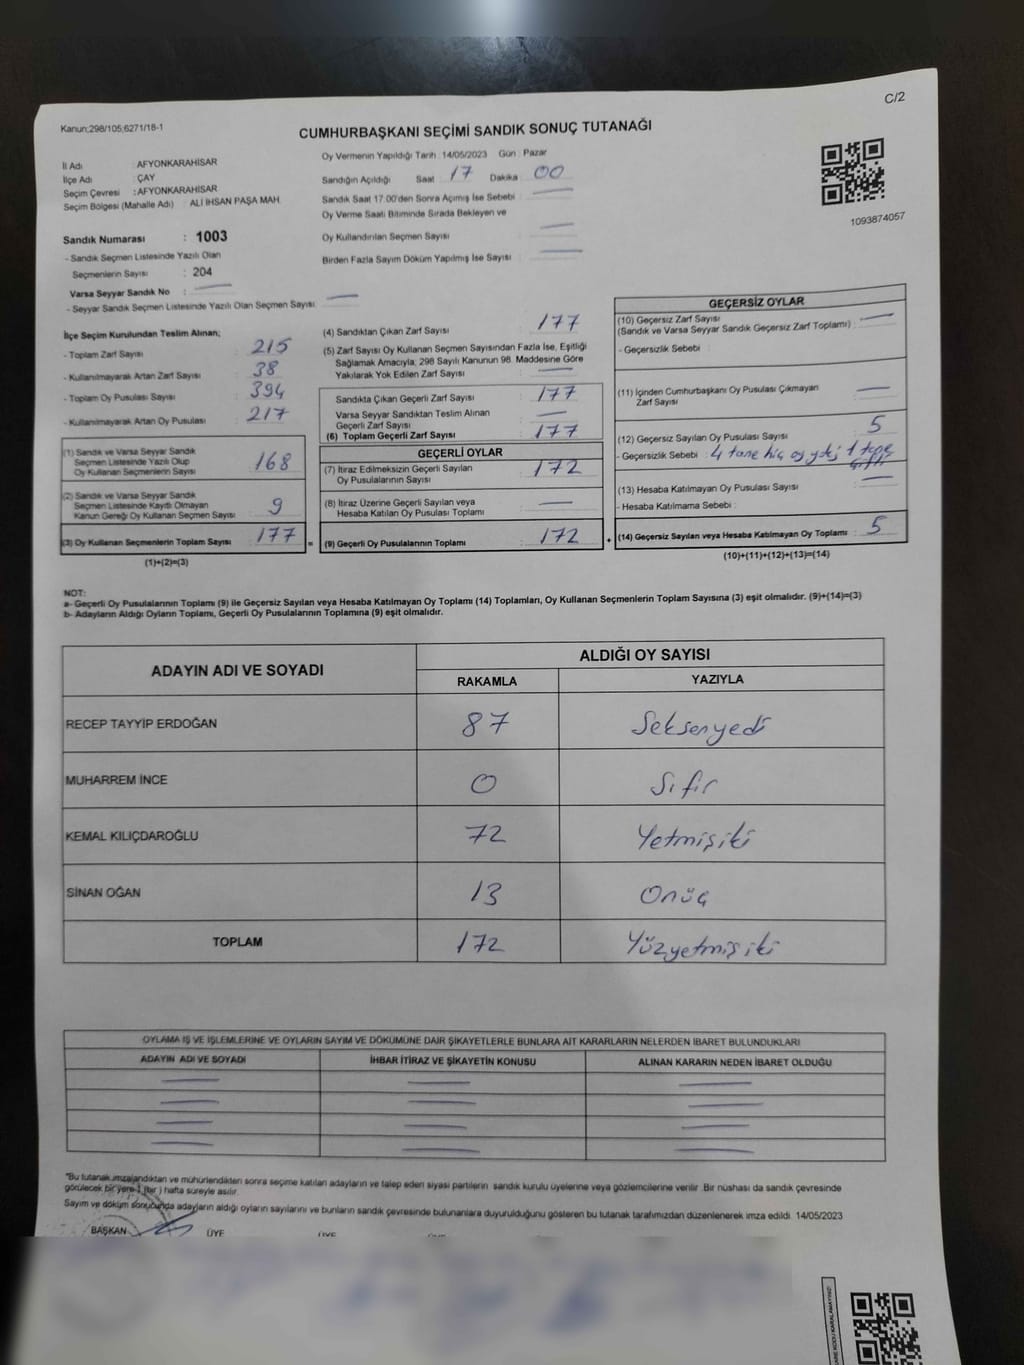 C/2
Kanun;298/105;6271/18-1
CUMHURBAŞKANI SEÇİMİ SANDIK SONUÇ TUTANAĞI
İl Adı : AFYONKARAHİSAR
İlçe Adı : ÇAY
Seçim Çevresi : AFYONKARAHİSAR
Seçim Bölgesi (Mahalle Adı) : ALİ İHSAN PAŞA MAH.
Oy Vermenin Yapıldığı Tarih : 14/05/2023 Gün : Pazar
Sandığın Açıldığı Saat : 17 Dakika : 00
Sandık Saat 17.00'den Sonra Açılmış İse Sebebi :
Oy Verme Saati Bitiminde Sırada Bekleyen ve
Oy Kullandırılan Seçmen Sayısı :
Birden Fazla Sayım Döküm Yapılmış İse Sayısı :
1093874057
Sandık Numarası : 1003
- Sandık Seçmen Listesinde Yazılı Olan
Seçmenlerin Sayısı : 204
Varsa Seyyar Sandık No :
- Seyyar Sandık Seçmen Listesinde Yazılı Olan Seçmen Sayısı:
İlçe Seçim Kurulundan Teslim Alınan;
- Toplam Zarf Sayısı : 215
- Kullanılmayarak Artan Zarf Sayısı : 38
- Toplam Oy Pusulası Sayısı : 394
- Kullanılmayarak Artan Oy Pusulası : 217
(1) Sandık ve Varsa Seyyar Sandık
Seçmen Listesinde Yazılı Olup
Oy Kullanan Seçmenlerin Sayısı : 168
(2) Sandık ve Varsa Seyyar Sandık
Seçmen Listesinde Kayıtlı Olmayan
Kanun Gereği Oy Kullanan Seçmen Sayısı : 9
(3) Oy Kullanan Seçmenlerin Toplam Sayısı : 177
(1)+(2)=(3)
(4) Sandıktan Çıkan Zarf Sayısı : 177
(5) Zarf Sayısı Oy Kullanan Seçmen Sayısından Fazla İse, Eşitliği
Sağlamak Amacıyla; 298 Sayılı Kanunun 98. Maddesine Göre
Yakılarak Yok Edilen Zarf Sayısı :
Sandıkta Çıkan Geçerli Zarf Sayısı : 177
Varsa Seyyar Sandıktan Teslim Alınan
Geçerli Zarf Sayısı :
(6) Toplam Geçerli Zarf Sayısı : 177
GEÇERLİ OYLAR
(7) İtiraz Edilmeksizin Geçerli Sayılan
Oy Pusulasının Sayısı : 172
(8) İtiraz Üzerine Geçerli Sayılan veya
Hesaba Katılan Oy Pusulası Toplamı :
= (9) Geçerli Oy Pusulalarının Toplamı : 172 +
GEÇERSİZ OYLAR
(10) Geçersiz Zarf Sayısı
(Sandık ve Varsa Seyyar Sandık Geçersiz Zarf Toplamı) :
- Geçersizlik Sebebi :
(11) İçinden Cumhurbaşkanı Oy Pusulası Çıkmayan
Zarf Sayısı :
(12) Geçersiz Sayılan Oy Pusulası Sayısı : 5
- Geçersizlik Sebebi : 4 tane hiç oy 1 tane
(13) Hesaba Katılmayan Oy Pusulası Sayısı :
- Hesaba Katılmama Sebebi :
(14) Geçersiz Sayılan veya Hesaba Katılmayan Oy Toplamı : 5
(10)+(11)+(12)+(13)=(14)
NOT:
a- Geçerli Oy Pusulalarının Toplamı (9) ile Geçersiz Sayılan veya Hesaba Katılmayan Oy Toplamı (14) Toplamları, Oy Kullanan Seçmenlerin Toplam Sayısına (3) eşit olmalıdır. (9)+(14)=(3)
b- Adayların Aldığı Oyların Toplamı, Geçerli Oy Pusulalarının Toplamına (9) eşit olmalıdır.
ADAYIN ADI VE SOYADI ALDIĞI OY SAYISI
RAKAMLA YAZIYLA
RECEP TAYYİP ERDOĞAN 87 Seksenyedi
MUHARREM İNCE 0 Sıfır
KEMAL KILIÇDAROĞLU 72 Yetmişiki
SİNAN OĞAN 13 Onüç
TOPLAM 172 Yüzyetmişiki
OYLAMA İŞ VE İŞLEMLERİNE VE OYLARIN SAYIM VE DÖKÜMÜNE DAİR ŞİKAYETLERLE BUNLARA AİT KARARLARIN NELERDEN İBARET BULUNDUKLARI
ADAYIN ADI VE SOYADI İHBAR İTİRAZ VE ŞİKAYETİN KONUSU ALINAN KARARIN NEDEN İBARET OLDUĞU
*Bu tutanak imzalandıktan ve mühürlendikten sonra seçime katılan adayların ve talep eden siyasi partilerin sandık kurulu üyelerine veya gözlemcilerine verilir. Bir nüshası da sandık çevresinde
görülecek bir yere 1 (bir) hafta süreyle asılır.
Sayım ve döküm sonucunda adayların aldığı oyların sayılarını ve bunların sandık çevresinde bulunanlara duyurulduğunu gösteren bu tutanak tarafımızdan düzenlenerek imza edildi. 14/05/2023
BAŞKAN ÜYE ÜYE